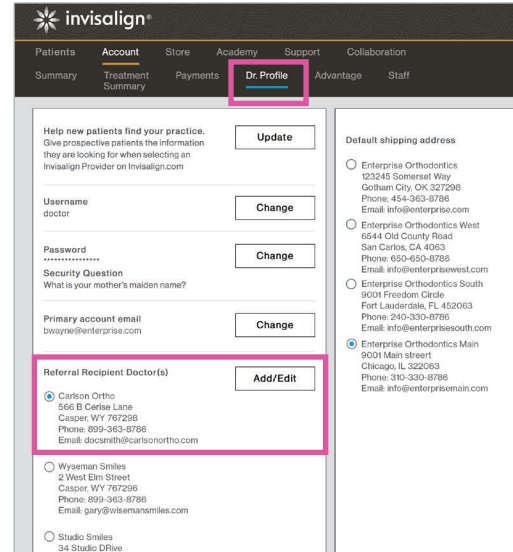 invisalign®
Patients Account Store Academy Support Collaboration
Summary Treatment Summary Payments Dr. Profile Advantage Staff
Help new patients find your practice.
Give prospective patients the information
they are looking for when selecting an
Invisalign Provider on Invisalign.com
Update
Username
doctor
Change
Password
****************
Change
Security Question
What is your mother's maiden name?
Primary account email
bwayne@enterprise.com
Change
Referral Recipient Doctor(s)
Add/Edit
Carlson Ortho
566 B Cerise Lane
Casper, WY 767298
Phone: 899-363-8786
Email: docsmith@carlsonortho.com
Wyseman Smiles
2 West Elm Street
Casper, WY 767296
Phone: 899-363-8786
Email: gary@wisemansmiles.com
Studio Smiles
34 Studio DRive
Default shipping address
Enterprise Orthodontics
123245 Somerset Way
Gotham City, OK 327298
Phone; 454-363-8786
Email: info@enterprise.com
Enterprise Orthodontics West
6544 Old County Road
San Carlos, CA 4063
Phone: 650-650-8786
Email: info@enterprisewest.com
Enterprise Orthodontics South
9001 Freedom Circle
Fort Lauderdale, FL 452063
Phone: 240-330-8786
Email: info@enterprisesouth.com
Enterprise Orthodontics Main
9001 Main streert
Chicago, IL 322063
Phone: 310-330-8786
Email: info@enterprisemain.com